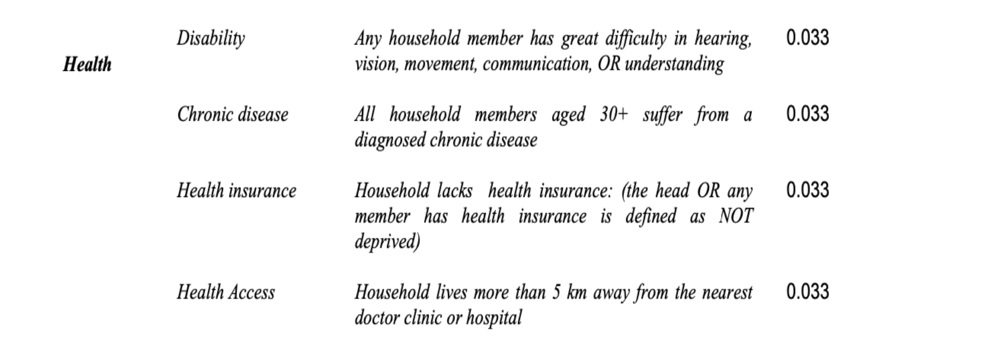 Disability Any household member has great difficulty in hearing, 0.033
Health vision, movement, communication, OR understanding
Chronic disease All household members aged 30+ suffer from a 0.033
diagnosed chronic disease
Health insurance Household lacks health insurance: (the head OR any 0.033
member has health insurance is defined as NOT
deprived)
Health Access Household lives more than 5 km away from the nearest 0.033
doctor clinic or hospital